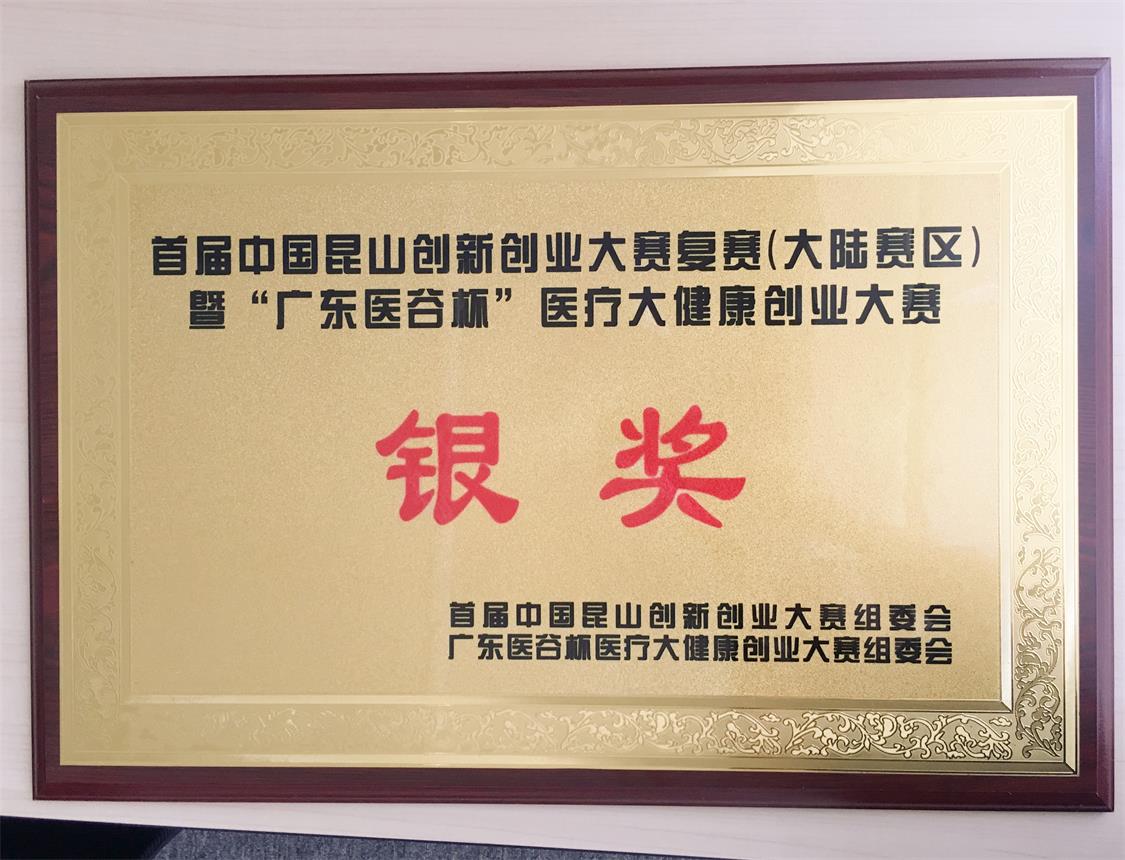 首届中国昆山创新创业大赛复赛(大陆赛区)
暨“广东医谷杯”医疗大健康创业大赛
银奖
首届中国昆山创新创业大赛组委会
广东医谷杯医疗大健康创业大赛组委会